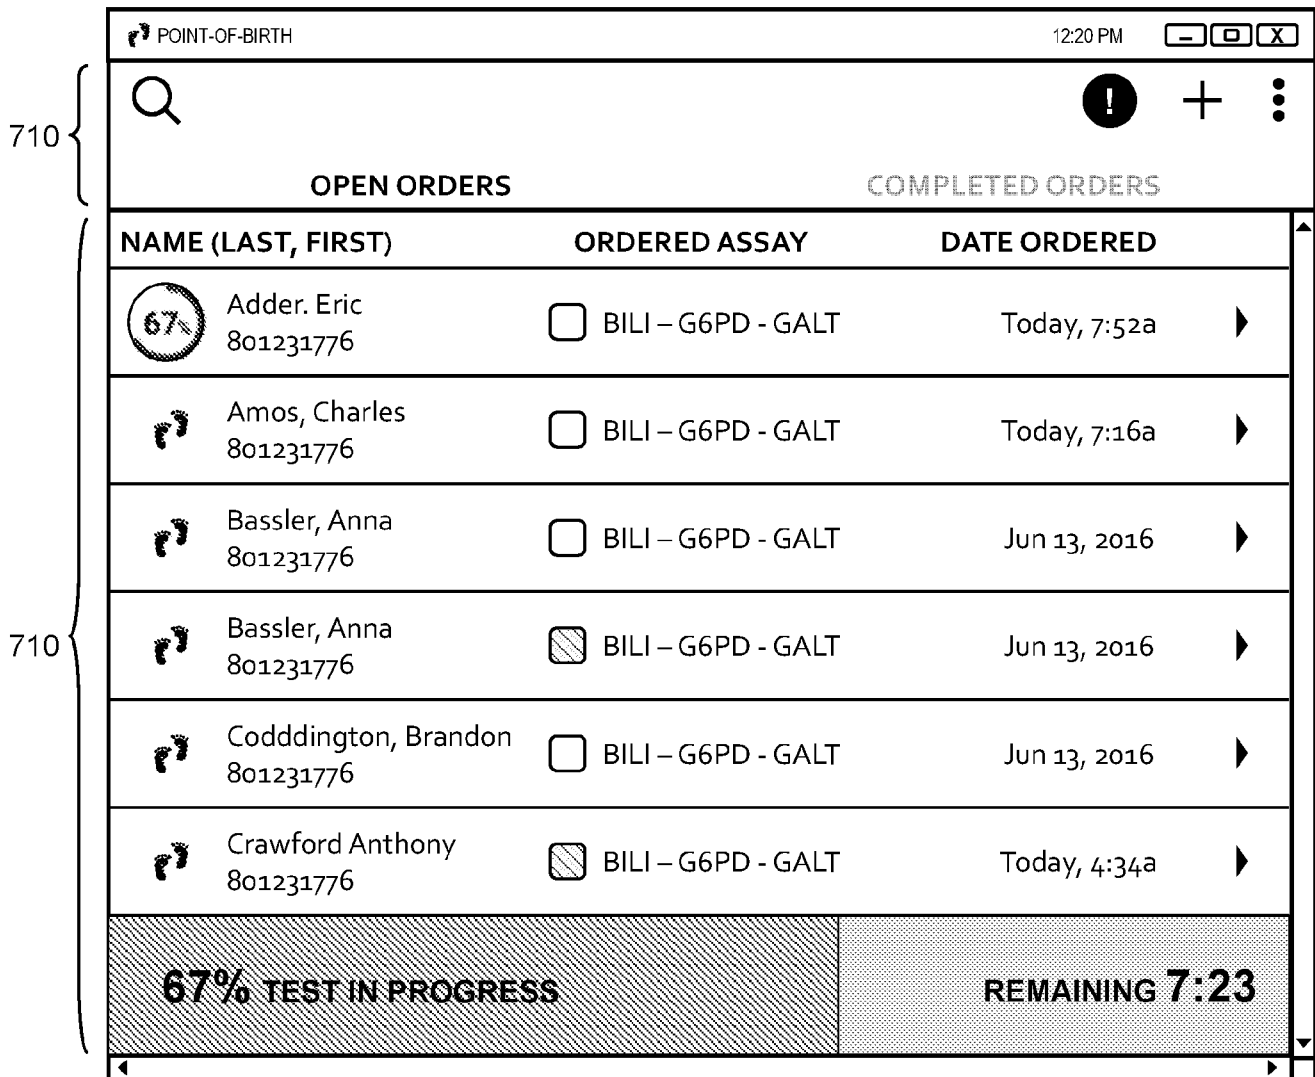 POINT-OF-BIRTH 12:20 PM
710
!
OPEN ORDERS COMPLETED ORDERS
NAME (LAST, FIRST) ORDERED ASSAY DATE ORDERED
67%
Adder. Eric
801231776
BILI – G6PD - GALT Today, 7:52a
Amos, Charles
801231776
BILI – G6PD - GALT Today, 7:16a
Bassler, Anna
801231776
BILI – G6PD - GALT Jun 13, 2016
710
Bassler, Anna
801231776
BILI – G6PD - GALT Jun 13, 2016
Codddington, Brandon
801231776
BILI – G6PD - GALT Jun 13, 2016
Crawford Anthony
801231776
BILI – G6PD - GALT Today, 4:34a
67% TEST IN PROGRESS REMAINING 7:23